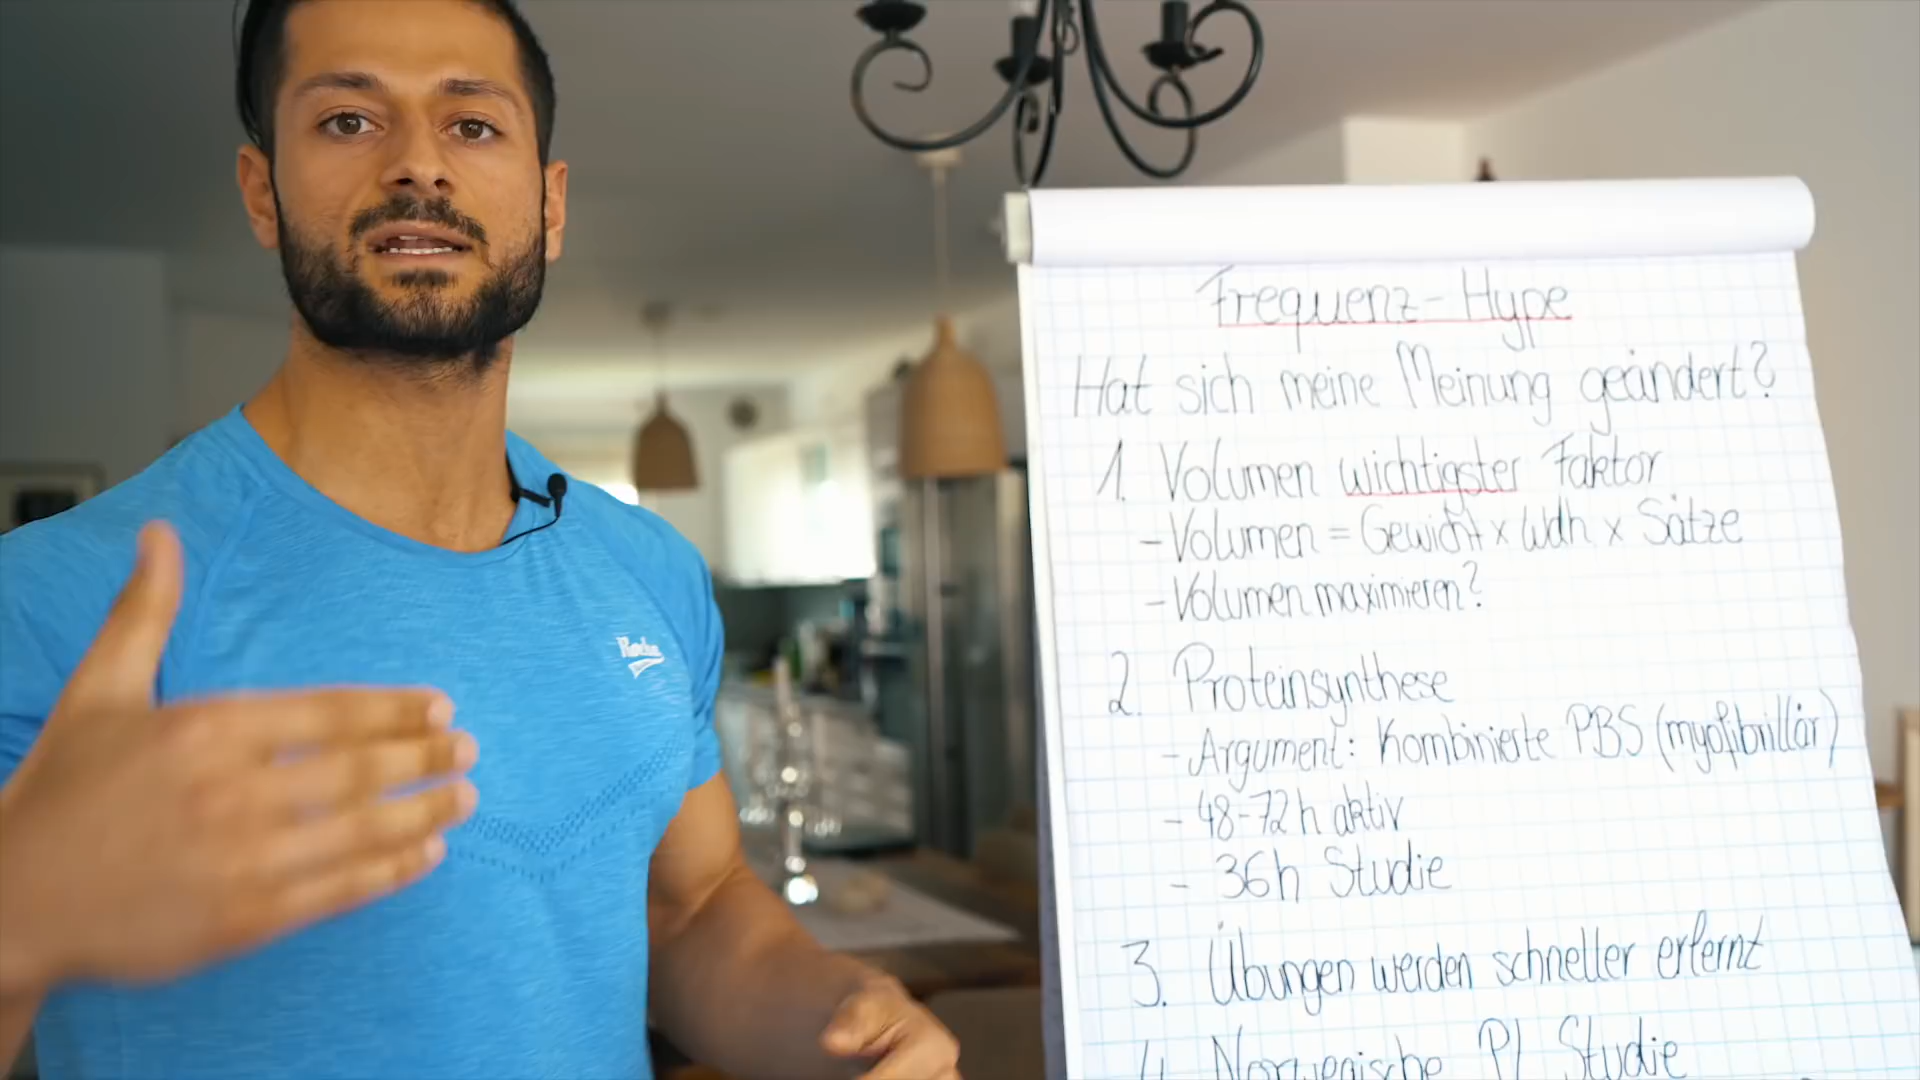 Frequenz-Hype
Hat sich meine Meinung geändert?
1. Volumen wichtigster Faktor
- Volumen = Gewicht x Wdh x Sätze
- Volumen maximieren?
2. Proteinsynthese
- Argument: Kombinierte PBS (myofibrillär)
- 48-72h aktiv
- 36h Studie
3. Übungen werden schneller erlernt
4. Norwegische PL Studie